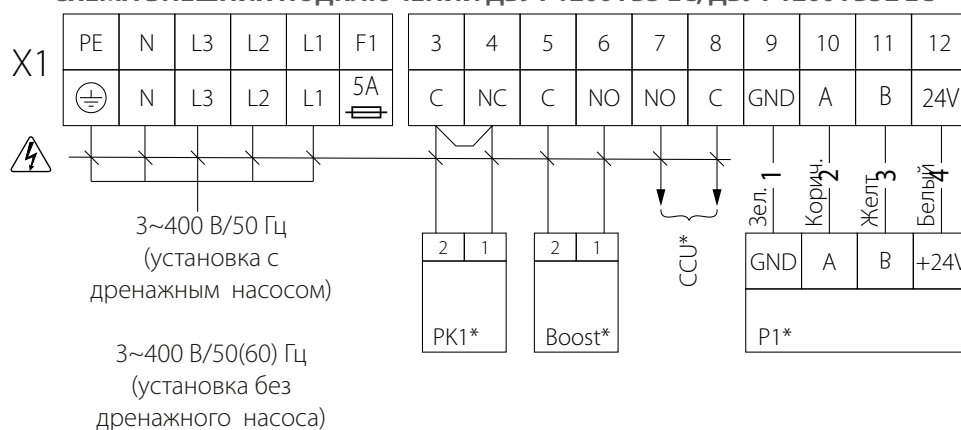 X1
PE N L3 L2 L1 F1 3 4 5 6 7 8 9 10 11 12
N L3 L2 L1 5A C NC C NO NO C GND A B 24V
Зел. 1 Корич. 2 Желт 3 Белый 4
3~400 В/50 Гц
(установка с
дренажным насосом)
3~400 В/50(60) Гц
(установка без
дренажного насоса)
2 1
PK1*
2 1
Boost*
CCU*
GND A B +24V
P1*